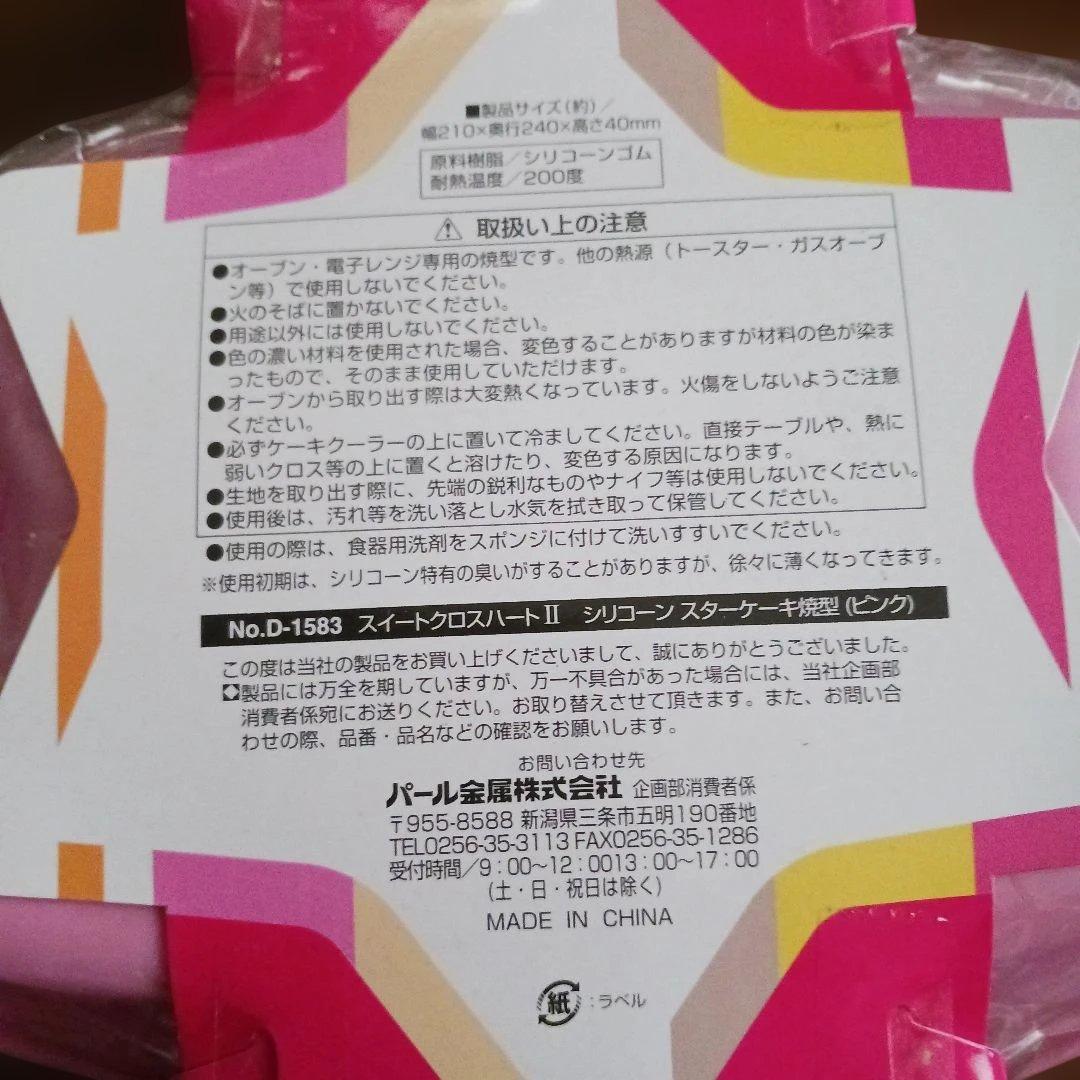 ■製品サイズ(約)/
幅210×奥行240×高さ40mm
原料樹脂/シリコーンゴム
耐熱温度/200度
取扱い上の注意
●オーブン・電子レンジ専用の焼型です。他の熱源(トースター・ガスオーブ
ン等)で使用しないでください。
●火のそばに置かないでください。
●用途以外には使用しないでください。
●色の濃い材料を使用された場合、変色することがありますが材料の色が染ま
ったもので、そのまま使用していただけます。
●オーブンから取り出す際は大変熱くなっています。火傷をしないようご注意
ください。
●必ずケーキクーラーの上に置いて冷ましてください。直接テーブルや、熱に
弱いクロス等の上に置くと溶けたり、変色する原因になります。
●生地を取り出す際に、先端の鋭利なものやナイフ等は使用しないでください。
●使用後は、汚れ等を洗い落とし水気を拭き取って保管してください。
●使用の際は、食器用洗剤をスポンジに付けて洗いすすいでください。
※使用初期は、シリコーン特有の臭いがすることがありますが、徐々に薄くなってきます。
No.D-1583 スイートクロスハートⅡ シリコーン スターケーキ焼型(ピンク)
この度は当社の製品をお買い上げくださいまして、誠にありがとうございました。
製品には万全を期していますが、万一不具合があった場合には、当社企画部
消費者係宛にお送りください。お取り替えさせて頂きます。また、お問い合
わせの際、品番・品名などの確認をお願いします。
お問い合わせ先
パール金属株式会社 企画部消費者係
〒955-8588 新潟県三条市五明190番地
TEL0256-35-3113 FAX0256-35-1286
受付時間/9:00〜12:0013:00〜17:00
(土・日・祝日は除く)
MADE IN CHINA
紙:ラベル